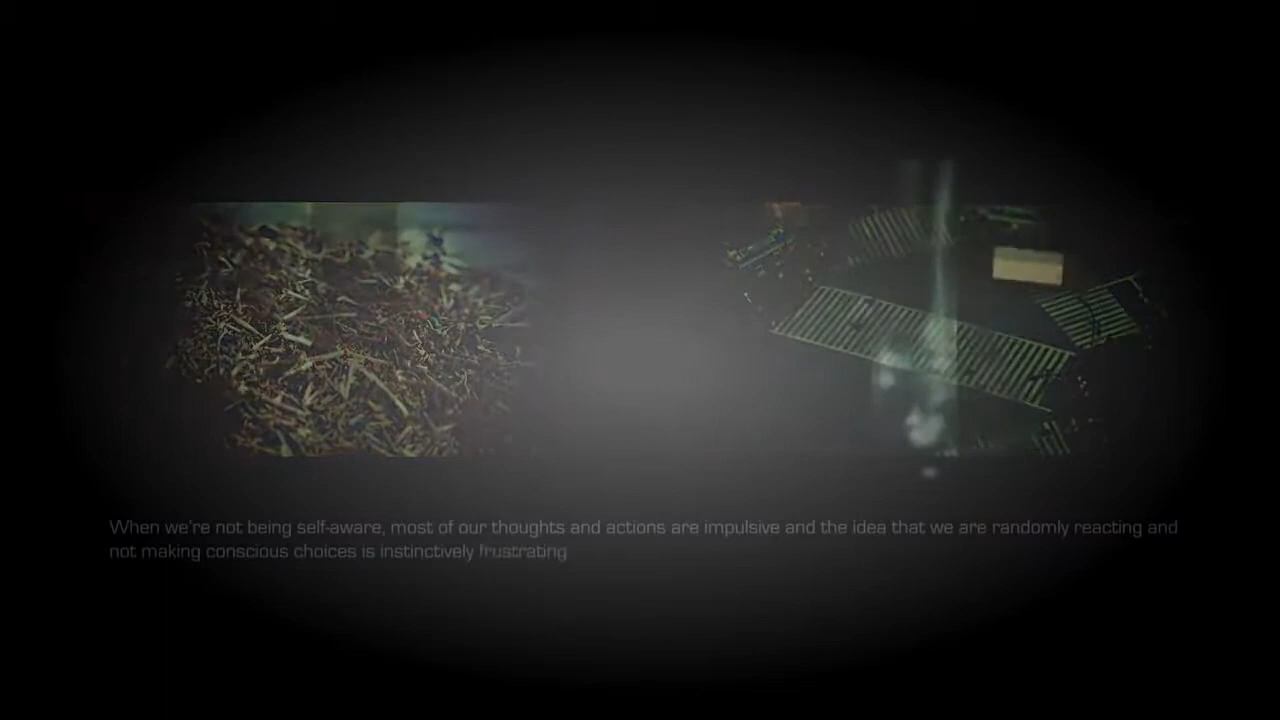 When we're not being self-aware, most of our thoughts and actions are impulsive and the idea that we are randomly reacting and
not making conscious choices is instinctively frustrating